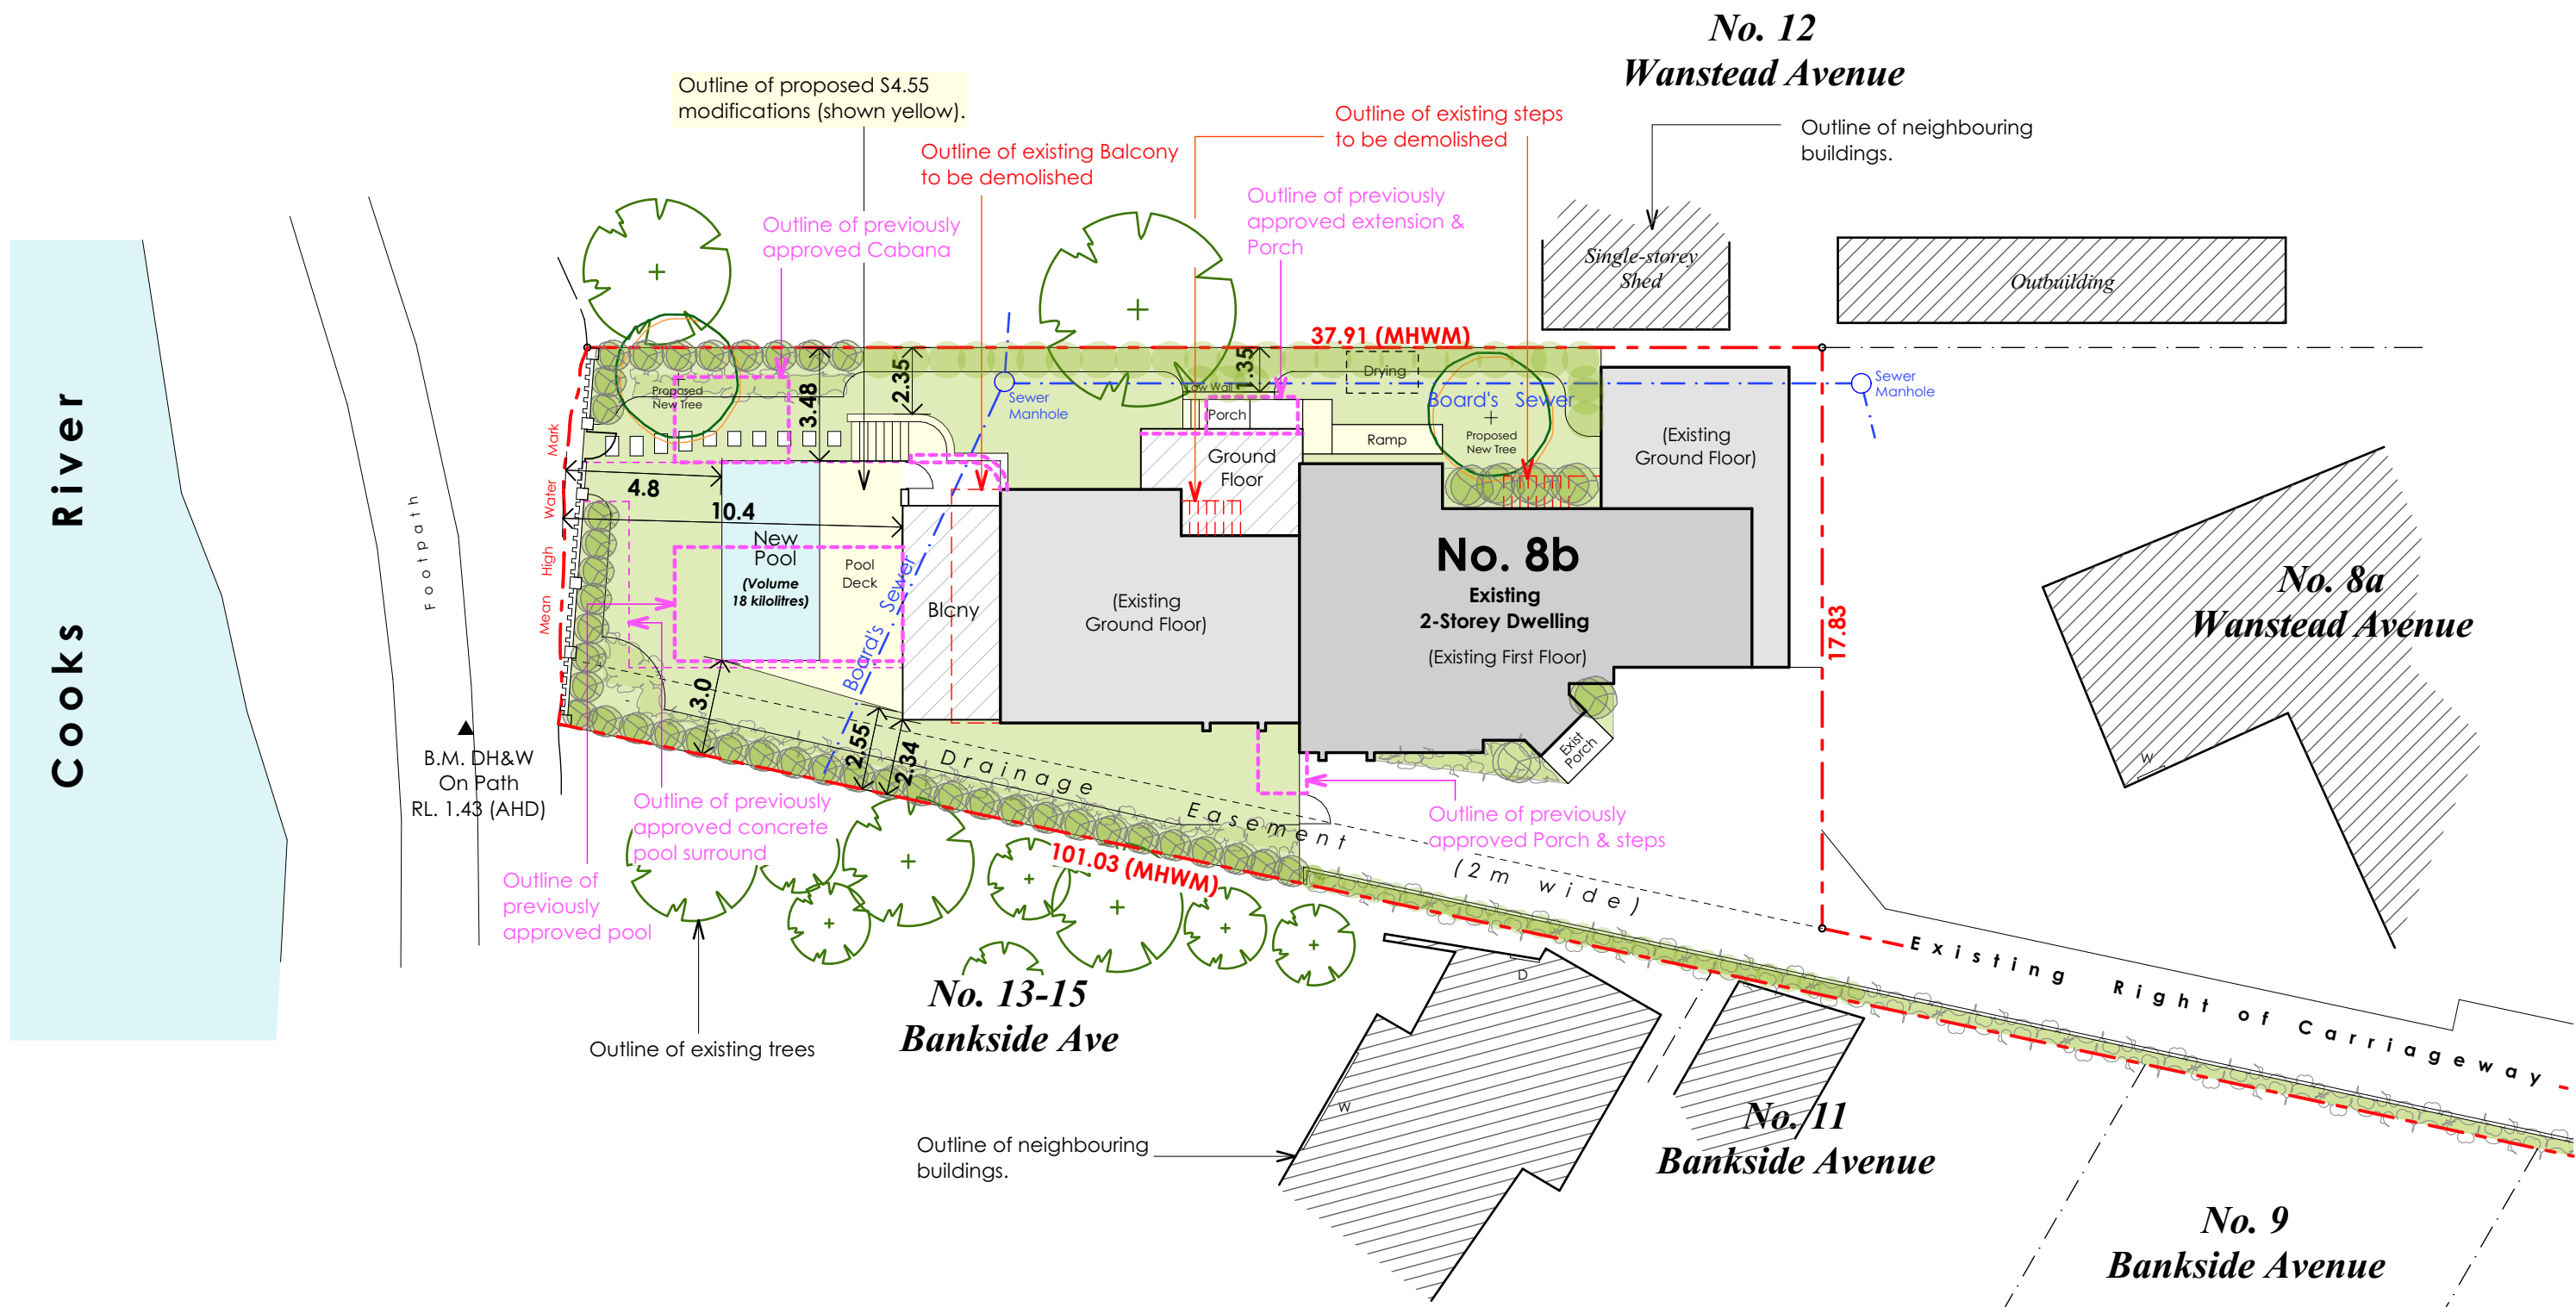 No. 12
Wanstead Avenue
Outline of proposed S4.55
modifications (shown yellow).
Outline of existing steps
to be demolished
Outline of neighbouring
buildings.
Outline of existing Balcony
to be demolished
Outline of previously
approved extension &
Porch
Outline of previously
approved Cabana
Single-storey
Shed
Outbuilding
37.91 (MHWM)
Drying
1.35
2.35
3.48
Low Wall
Proposed
New Tree
Sewer
Manhole
Sewer
Manhole
Board's Sewer
Porch
Ramp
Proposed
New Tree
(Existing
Ground Floor)
Ground
Floor
Cooks River
Footpath
Mean High Water Mark
4.8
10.4
New
Pool
(Volume
18 kilolitres)
Pool
Deck
Board's Sewer
Blcny
(Existing
Ground Floor)
No. 8b
Existing
2-Storey Dwelling
(Existing First Floor)
17.83
No. 8a
Wanstead Avenue
W
3.0
2.55
2.34
Exist
Porch
B.M. DH&W
On Path
RL. 1.43 (AHD)
Drainage Easement (2m wide)
Outline of previously
approved concrete
pool surround
Outline of previously
approved Porch & steps
101.03 (MHWM)
Outline of
previously
approved pool
Existing Right of Carriageway
No. 13-15
Bankside Ave
D
W
Outline of existing trees
No. 11
Bankside Avenue
Outline of neighbouring
buildings.
No. 9
Bankside Avenue